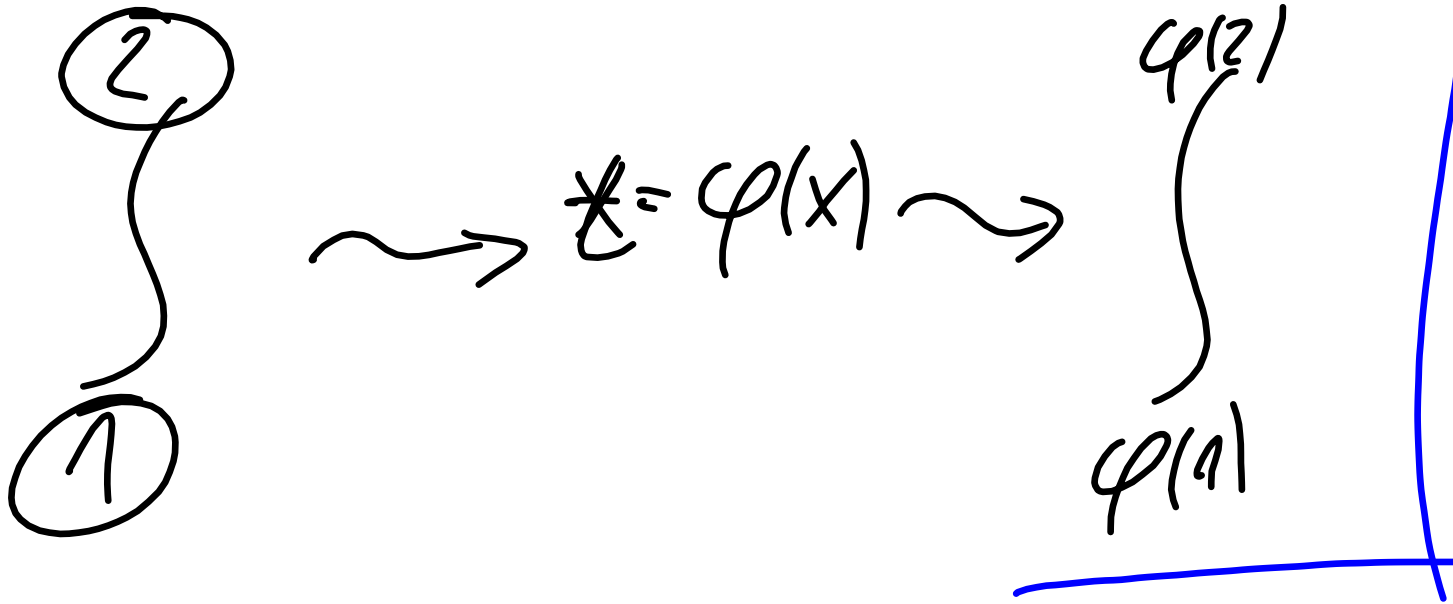 2 φ(2)
∫ ⇝ t = φ(x) ⇝ ∫
1 φ(1)